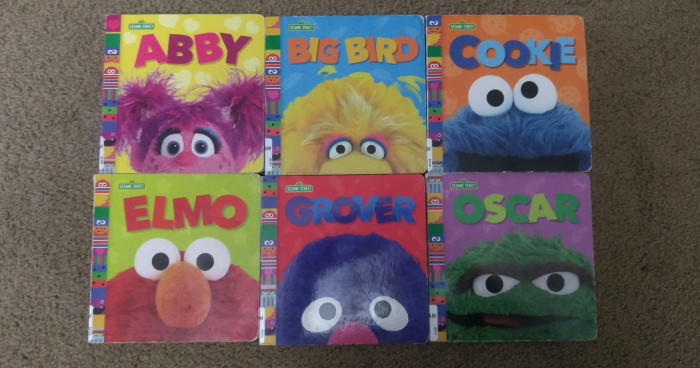 SESAME STREET
ABBY
SESAME STREET
BIG BIRD
SESAME STREET
COOKIE
SESAME STREET
ELMO
SESAME STREET
GROVER
SESAME STREET
OSCAR